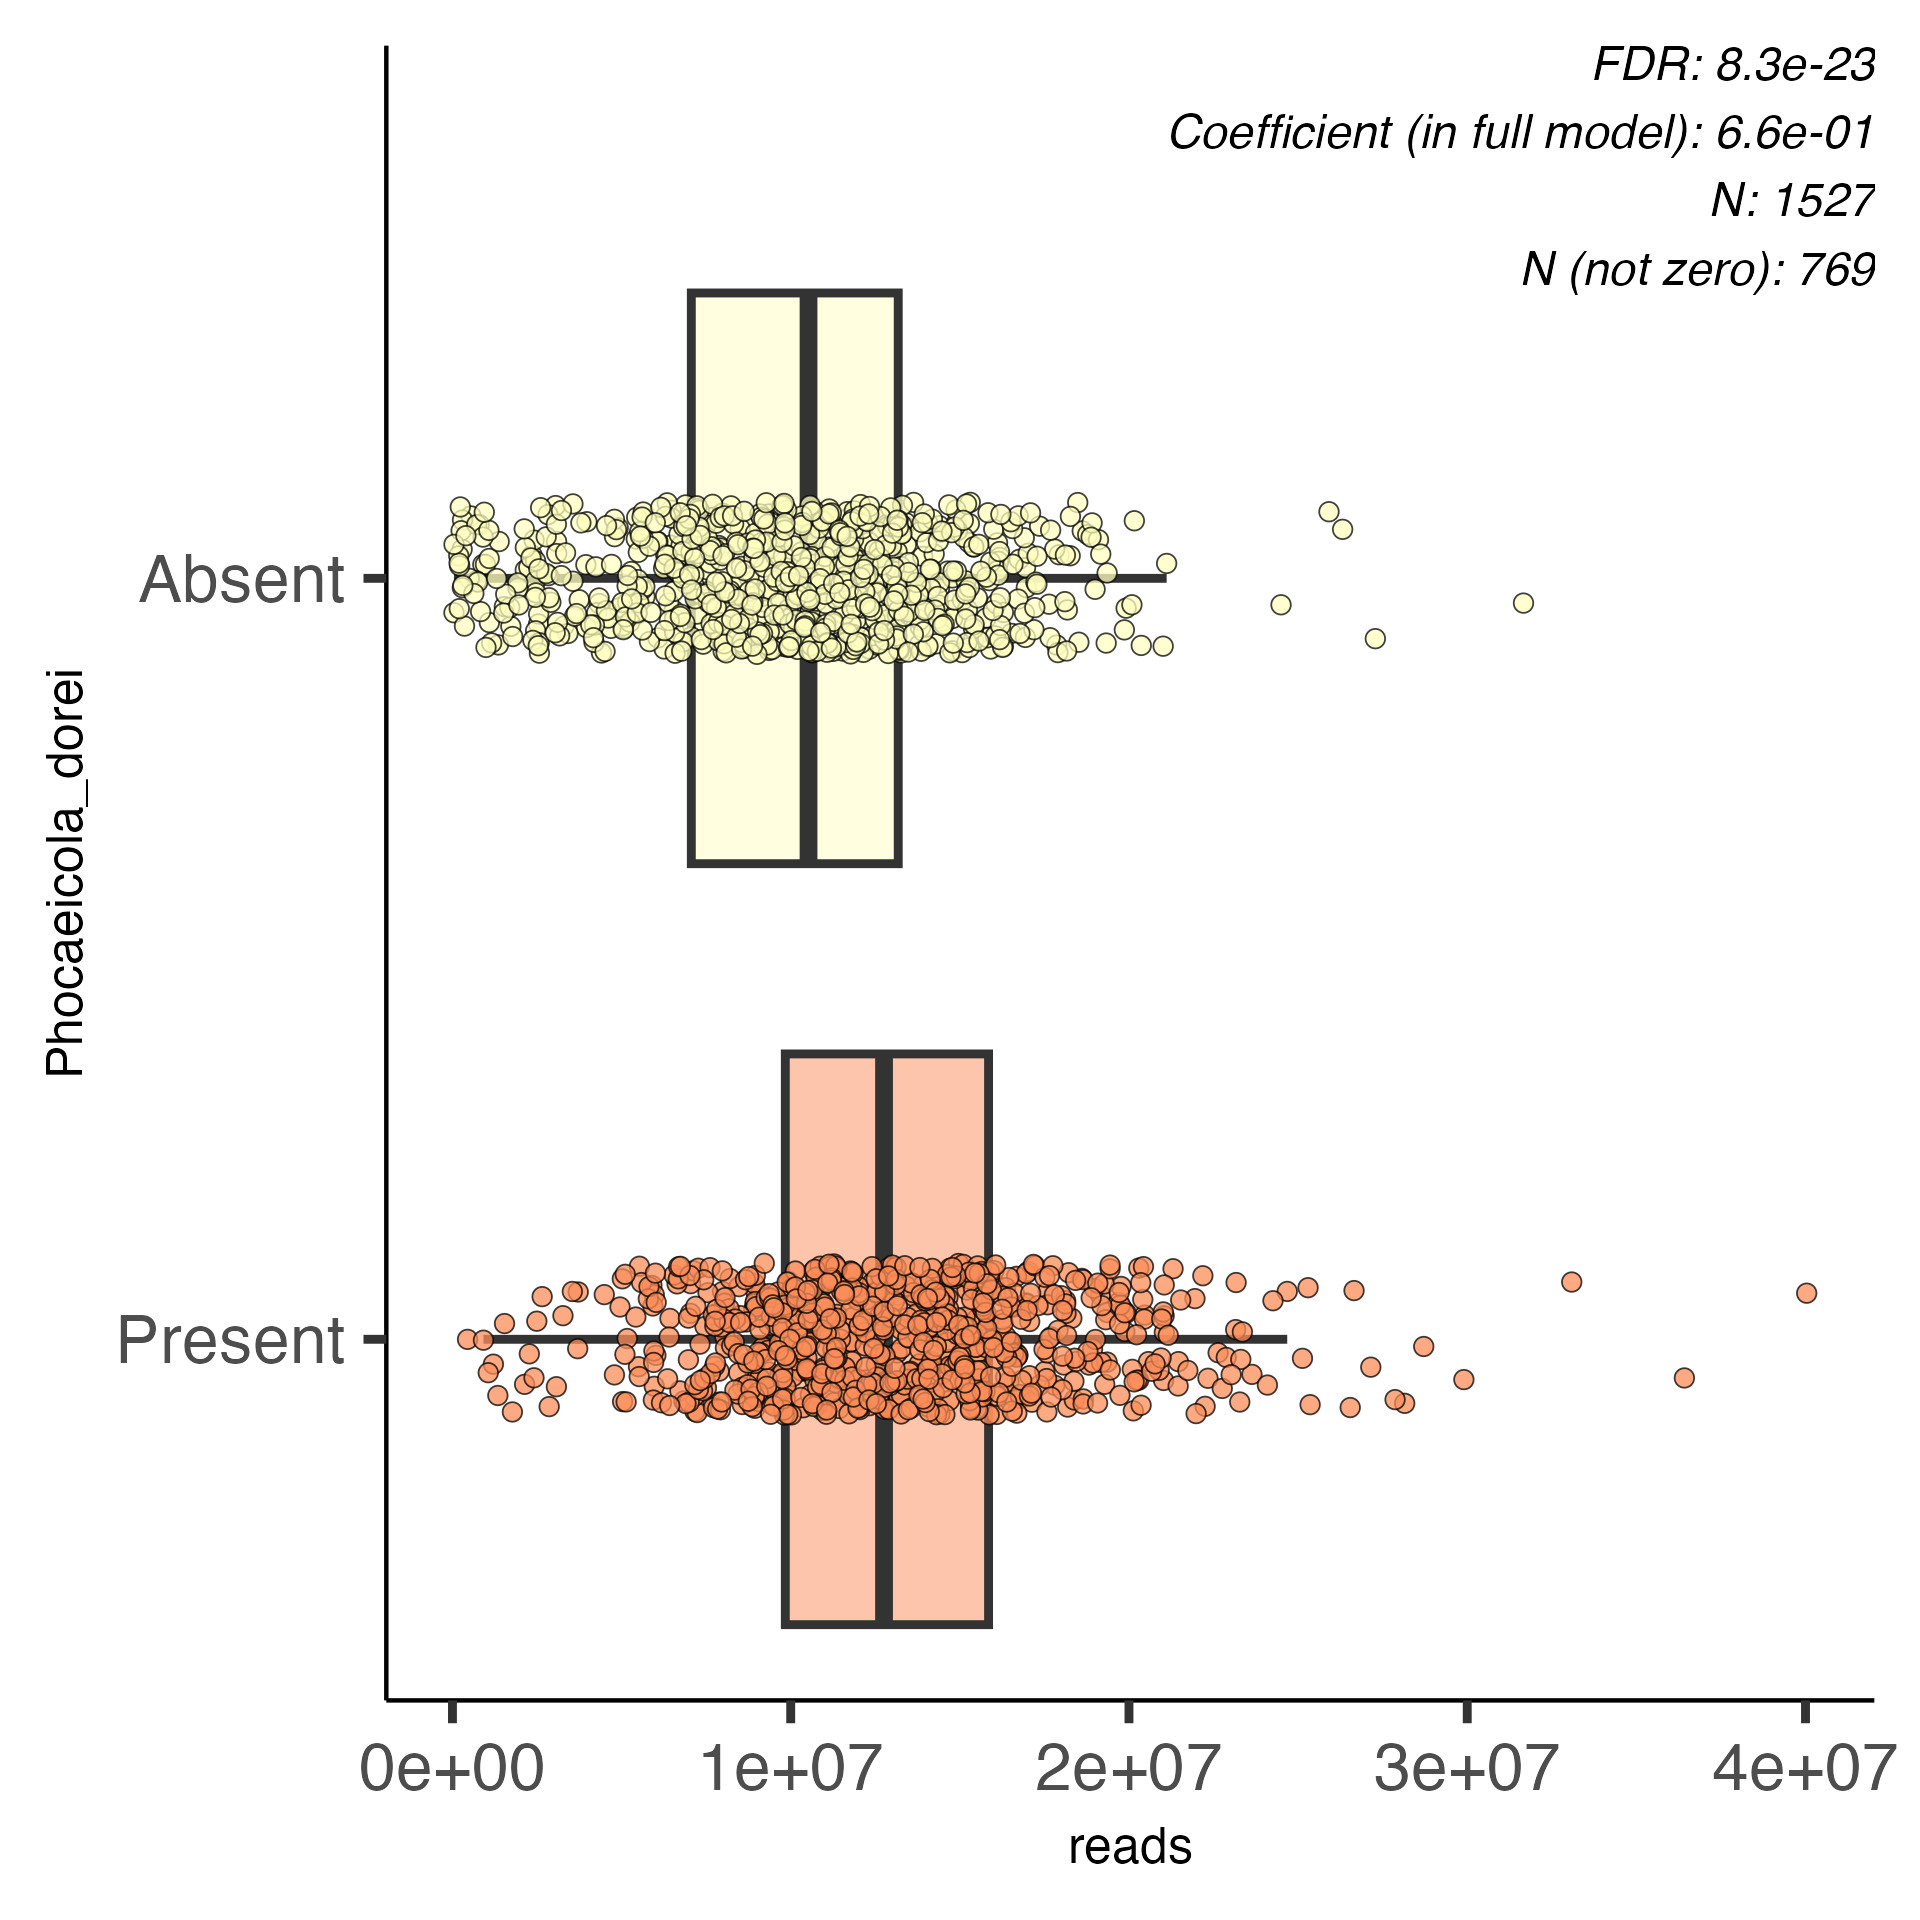 FDR: 8.3e-23
Coefficient (in full model): 6.6e-01
N: 1527
N (not zero): 769
Absent
Phocaeicola_dorei
Present
0e+00 1e+07 2e+07 3e+07 4e+07
reads